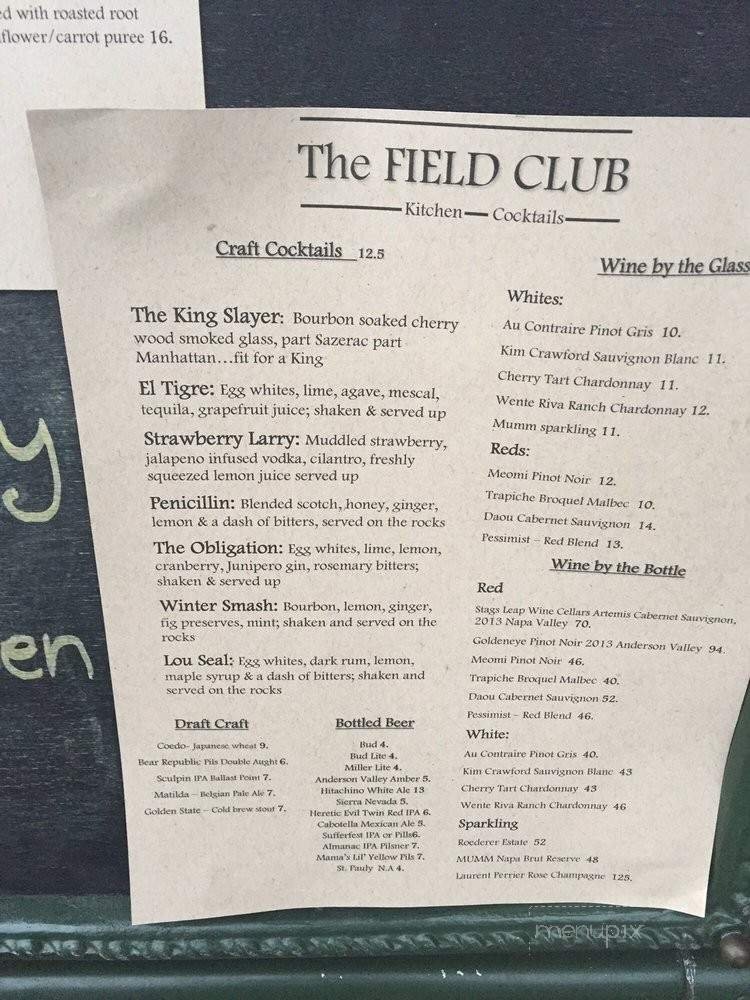 ed with roasted root
flower/carrot puree 16.
The FIELD CLUB
Kitchen Cocktails
Craft Cocktails 12.5
The King Slayer: Bourbon soaked cherry
wood smoked glass, part Sazerac part
Manhattan...fit for a King
El Tigre: Egg whites, lime, agave, mescal,
tequila, grapefruit juice; shaken & served up
Strawberry Larry: Muddled strawberry,
jalapeno infused vodka, cilantro, freshly
squeezed lemon juice served up
Penicillin: Blended scotch, honey, ginger,
lemon & a dash of bitters, served on the rocks
The Obligation: Egg whites, lime, lemon,
cranberry, Junipero gin, rosemary bitters;
shaken & served up
Winter Smash: Bourbon, lemon, ginger,
fig preserves, mint; shaken and served on the
rocks
Lou Seal: Egg whites, dark rum, lemon,
maple syrup & a dash of bitters; shaken and
served on the rocks
Draft Craft
Coedo- Japanese wheat 9.
Bear Republic Pils Double Aught 6.
Sculpin IPA Ballast Point 7.
Matilda – Belgian Pale Ale 7.
Golden State – Cold brew stout 7.
Bottled Beer
Bud 4.
Bud Lite 4.
Miller Lite 4.
Anderson Valley Amber 5.
Hitachino White Ale 13
Sierra Nevada 5.
Heretic Evil Twin Red IPA 6.
Cabotella Mexican Ale 5.
Sufferfest IPA or Pills6.
Almanac IPA Pilsner 7.
Mama's Lil' Yellow Pils 7.
St. Pauly N.A 4.
Wine by the Glass
Whites:
Au Contraire Pinot Gris 10.
Kim Crawford Sauvignon Blanc 11.
Cherry Tart Chardonnay 11.
Wente Riva Ranch Chardonnay 12.
Mumm sparkling 11.
Reds:
Meomi Pinot Noir 12.
Trapiche Broquel Malbec 10.
Daou Cabernet Sauvignon 14.
Pessimist – Red Blend 13.
Wine by the Bottle
Red
Stags Leap Wine Cellars Artemis Cabernet Sauvignon,
2013 Napa Valley 70.
Goldeneye Pinot Noir 2013 Anderson Valley 94.
Meomi Pinot Noir 46.
Trapiche Broquel Malbec 40.
Daou Cabernet Sauvignon 52.
Pessimist – Red Blend 46.
White:
Au Contraire Pinot Gris 40.
Kim Crawford Sauvignon Blanc 43
Cherry Tart Chardonnay 43
Wente Riva Ranch Chardonnay 46
Sparkling
Roederer Estate 52
MUMM Napa Brut Reserve 48
Laurent Perrier Rose Champagne 125.
y
en
menupix